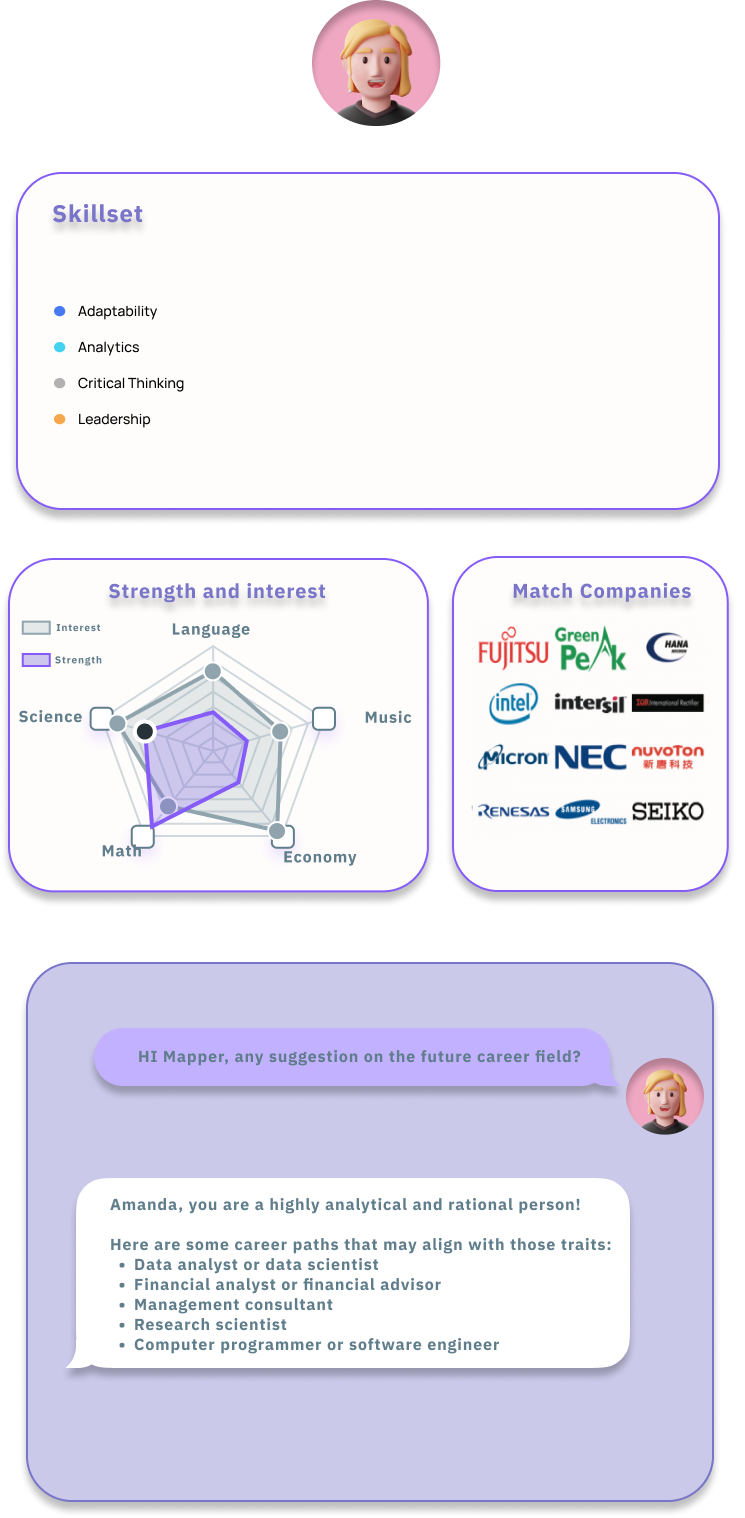 Skillset
Adaptability
Analytics
Critical Thinking
Leadership
Strength and interest
Interest
Strength
Language
Science
Music
Math
Economy
Match Companies
FUJITSU
Green
Peak
HANA
MICRON
intel
intersil
IOR International Rectifier
Micron
NEC
nuvoTon
新唐科技
RENESAS
SAMSUNG
ELECTRONICS
SEIKO
HI Mapper, any suggestion on the future career field?
Amanda, you are a highly analytical and rational person!
Here are some career paths that may align with those traits:
• Data analyst or data scientist
• Financial analyst or financial advisor
• Management consultant
• Research scientist
• Computer programmer or software engineer